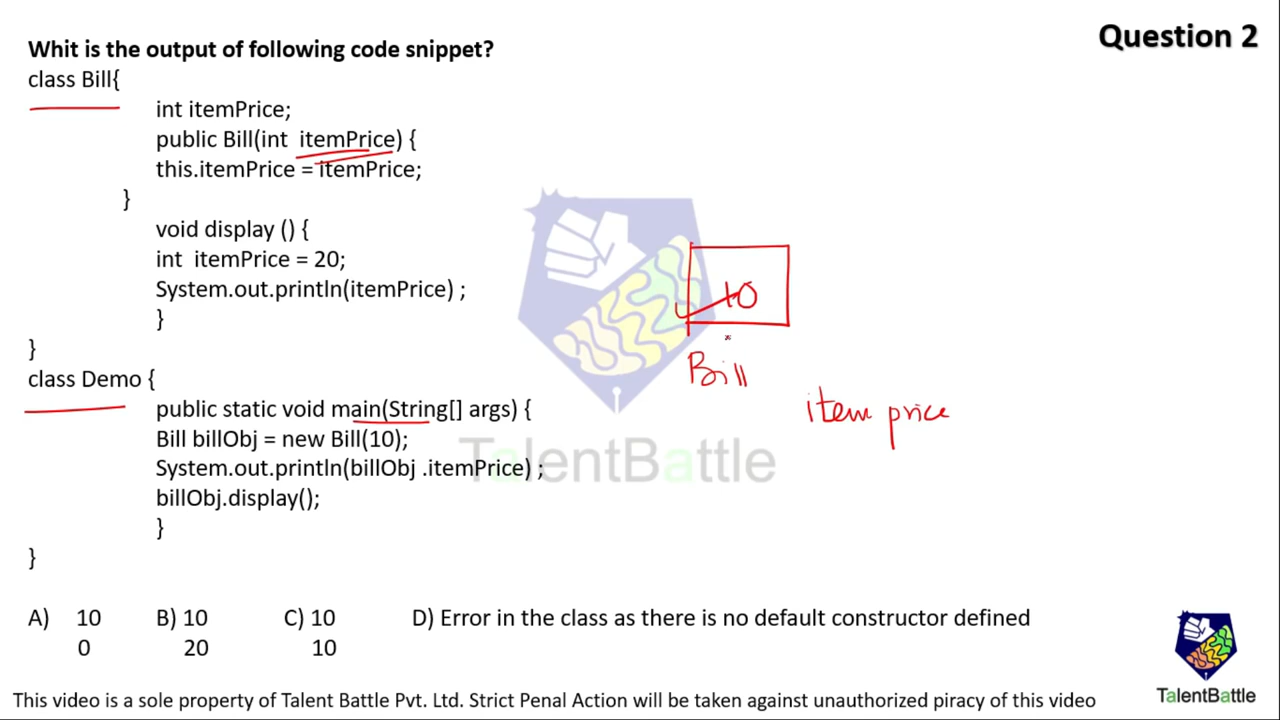 Question 2
Whit is the output of following code snippet?
class Bill{
int itemPrice;
public Bill(int itemPrice) {
this.itemPrice = itemPrice;
}
void display () {
int itemPrice = 20;
System.out.println(itemPrice) ;
}
}
class Demo {
public static void main(String[] args) {
Bill billObj = new Bill(10);
System.out.println(billObj .itemPrice) ;
billObj.display();
}
}
10
Bill
item price
TalentBattle
A) 10 B) 10 C) 10 D) Error in the class as there is no default constructor defined
0 20 10
TalentBattle
This video is a sole property of Talent Battle Pvt. Ltd. Strict Penal Action will be taken against unauthorized piracy of this video